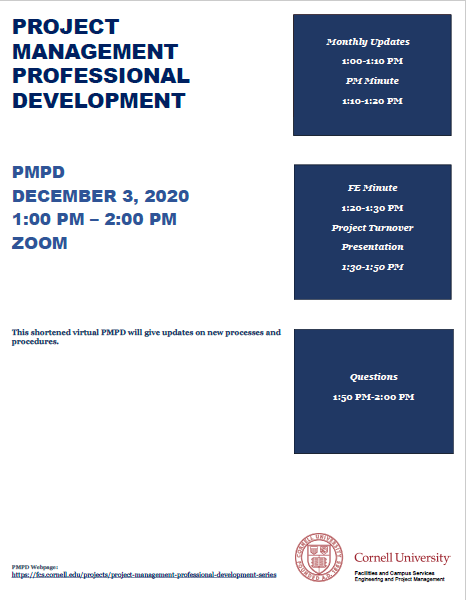 PROJECT
MANAGEMENT
PROFESSIONAL
DEVELOPMENT
PMPD
DECEMBER 3, 2020
1:00 PM – 2:00 PM
ZOOM
This shortened virtual PMPD will give updates on new processes and
procedures.
PMPD Webpage:
https://fcs.cornell.edu/projects/project-management-professional-development-series
Monthly Updates
1:00-1:10 PM
PM Minute
1:10-1:20 PM
FE Minute
1:20-1:30 PM
Project Turnover
Presentation
1:30-1:50 PM
Questions
1:50 PM-2:00 PM
CORNELL UNIVERSITY
FOUNDED A.D. 1865
Cornell University
Facilities and Campus Services
Engineering and Project Management